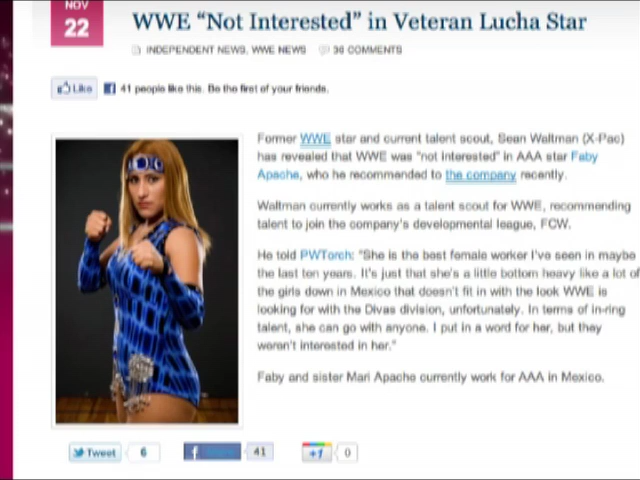 NOV
22
WWE “Not Interested” in Veteran Lucha Star
INDEPENDENT NEWS, WWE NEWS 36 COMMENTS
Like 41 people like this. Be the first of your friends.
Former WWE star and current talent scout, Sean Waltman (X-Pac)
has revealed that WWE was "not interested" in AAA star Faby
Apache, who he recommended to the company recently.
Waltman currently works as a talent scout for WWE, recommending
talent to join the company's developmental league, FCW.
He told PWTorch: "She is the best female worker I've seen in maybe
the last ten years. It's just that she's a little bottom heavy like a lot of
the girls down in Mexico that doesn't fit in with the look WWE is
looking for with the Divas division, unfortunately. In terms of in-ring
talent, she can go with anyone. I put in a word for her, but they
weren't interested in her."
Faby and sister Mari Apache currently work for AAA in Mexico.
Tweet 6 41 +1 0